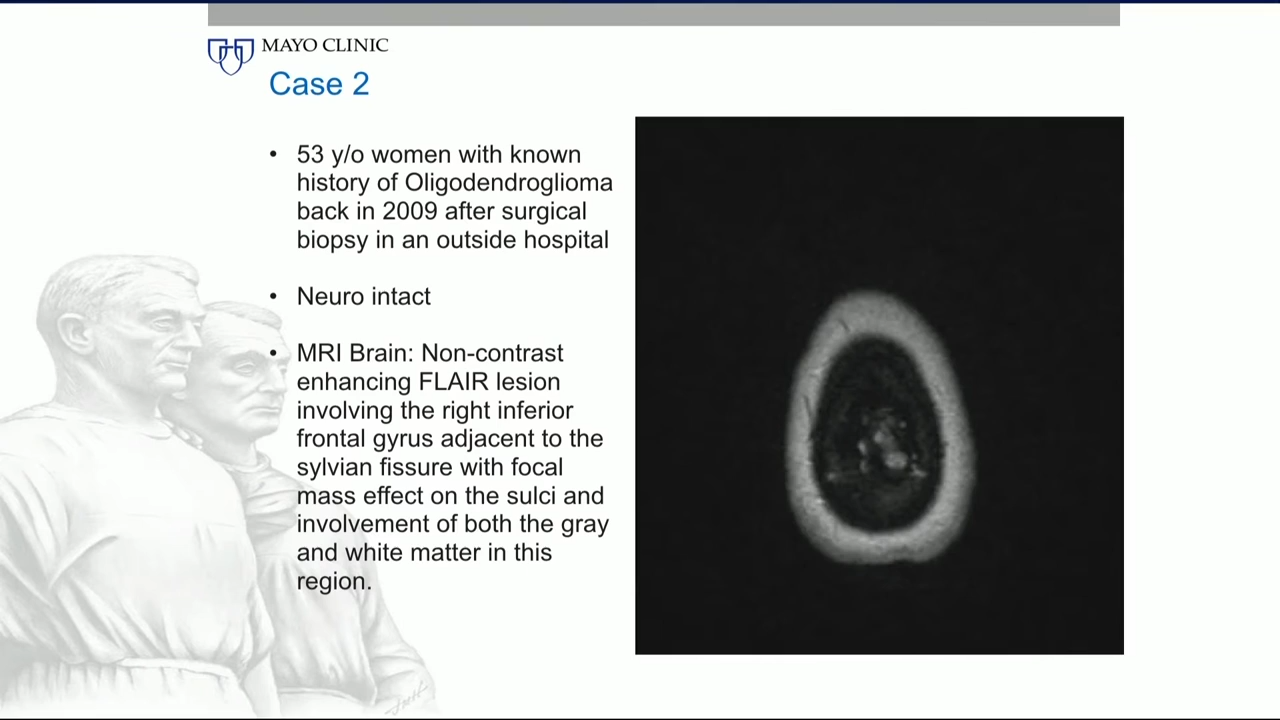 MAYO CLINIC
Case 2
• 53 y/o women with known
history of Oligodendroglioma
back in 2009 after surgical
biopsy in an outside hospital
• Neuro intact
• MRI Brain: Non-contrast
enhancing FLAIR lesion
involving the right inferior
frontal gyrus adjacent to the
sylvian fissure with focal
mass effect on the sulci and
involvement of both the gray
and white matter in this
region.